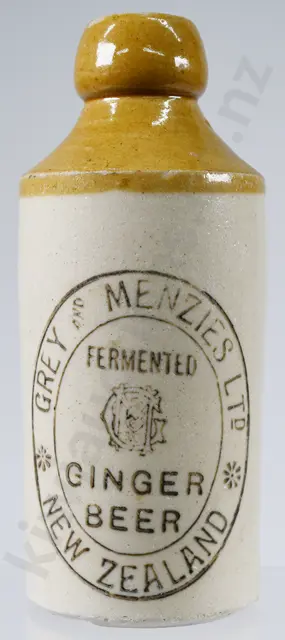 GREY AND MENZIES LTD
FERMENTED
GINGER
BEER
NEW ZEALAND